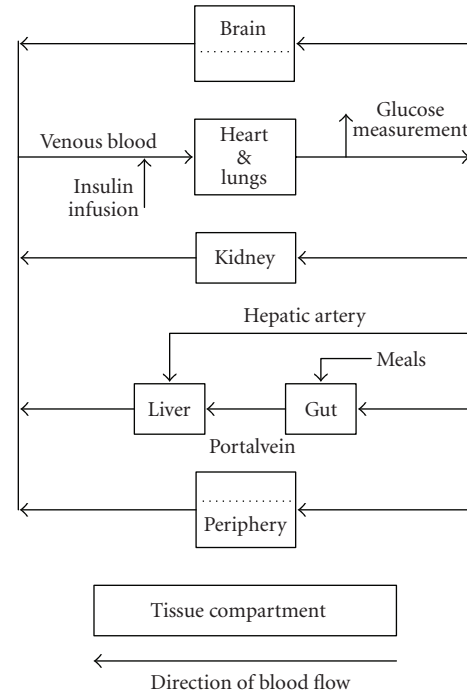 Brain
Glucose
measurement
Venous blood
Heart
&
lungs
Insulin
infusion
Kidney
Hepatic artery
Meals
Liver
Gut
Portalvein
Periphery
Tissue compartment
Direction of blood flow